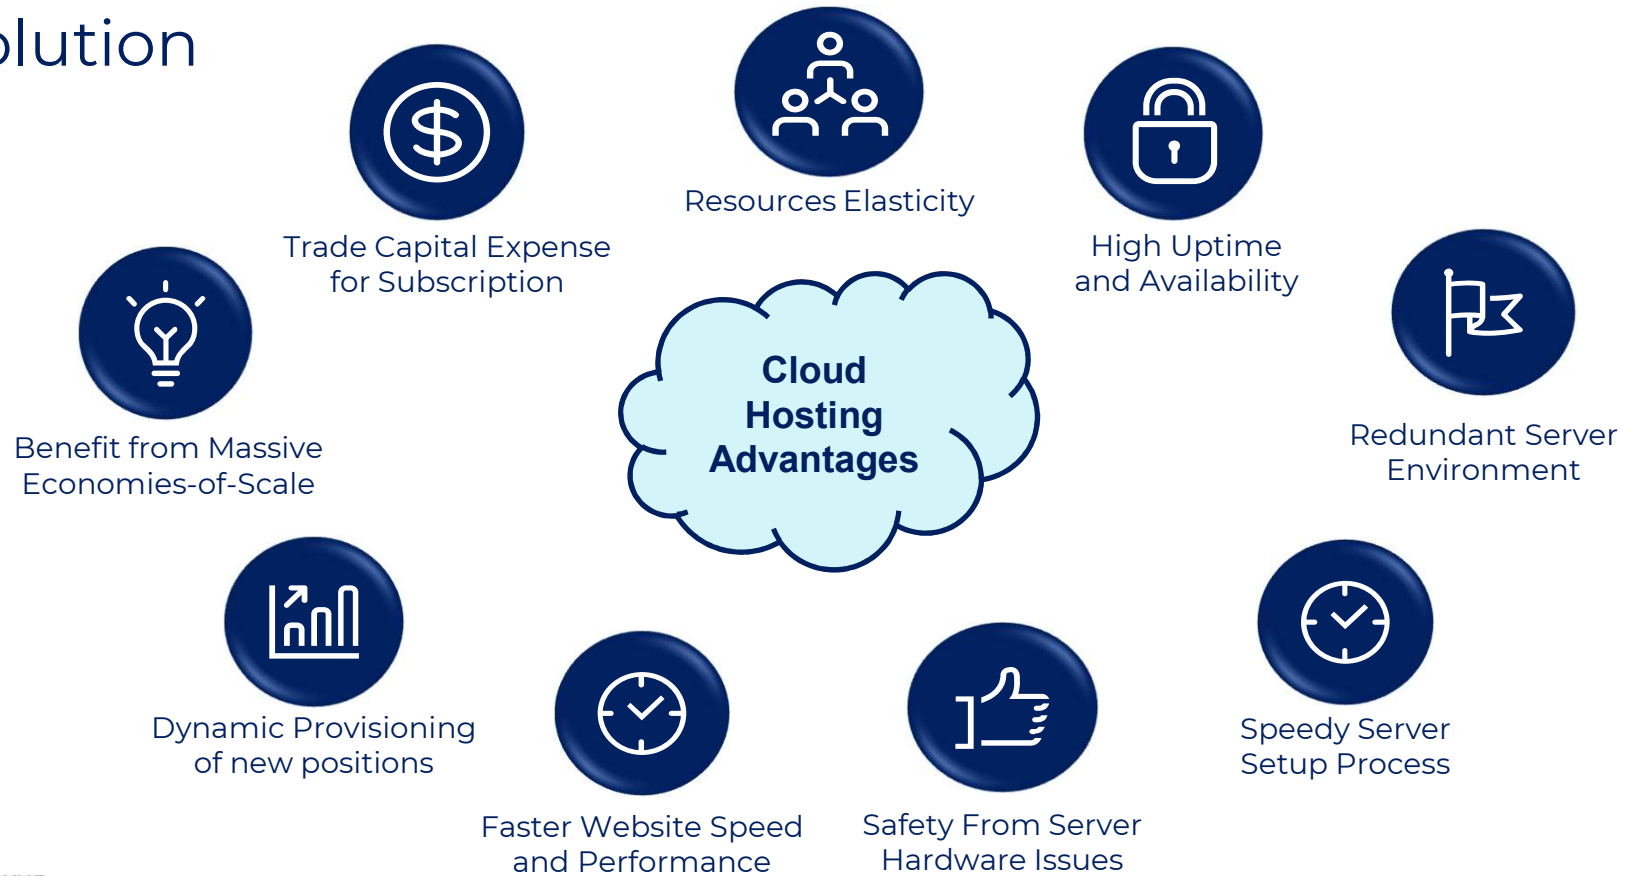 olution
Resources Elasticity
Trade Capital Expense
for Subscription
High Uptime
and Availability
Cloud
Hosting
Advantages
Benefit from Massive
Economies-of-Scale
Redundant Server
Environment
Dynamic Provisioning
of new positions
Speedy Server
Setup Process
Faster Website Speed
and Performance
Safety From Server
Hardware Issues